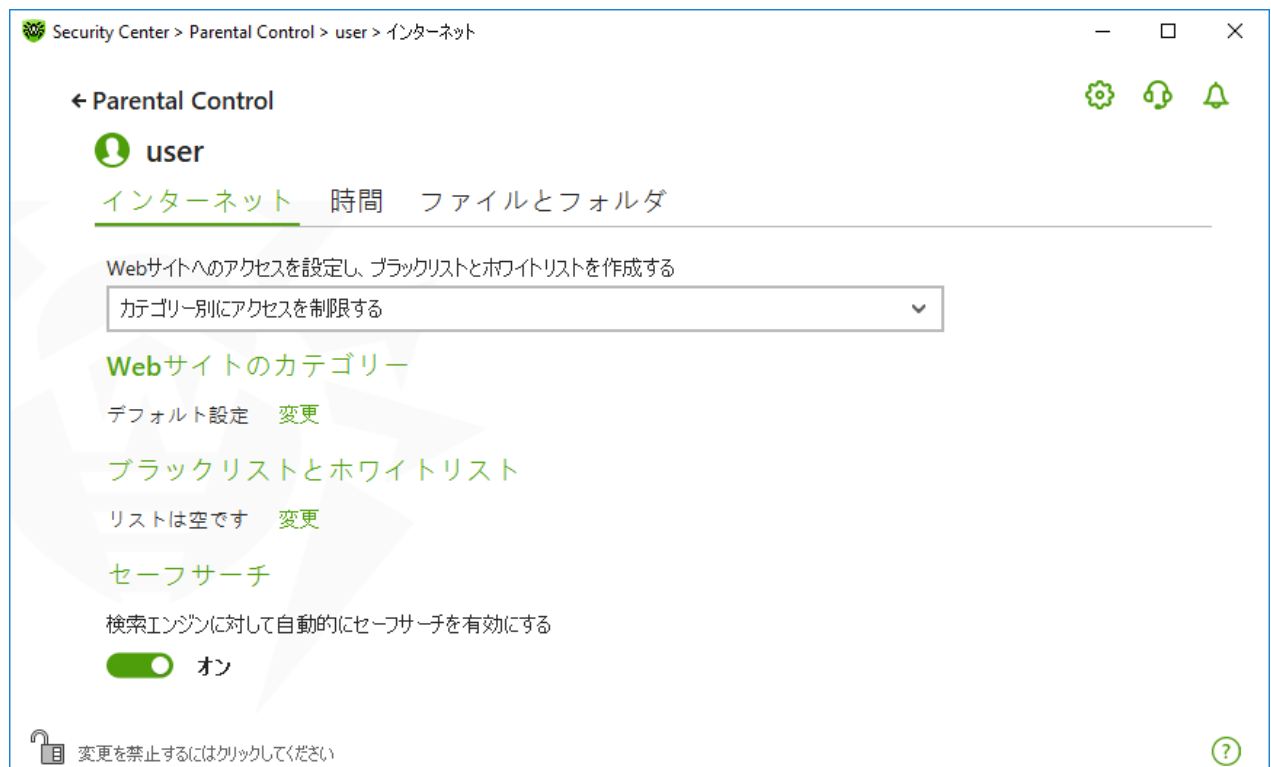 Security Center > Parental Control > user > インターネット
Parental Control
user
インターネット 時間 ファイルとフォルダ
Webサイトへのアクセスを設定し、ブラックリストとホワイトリストを作成する
カテゴリー別にアクセスを制限する
Webサイトのカテゴリー
デフォルト設定 変更
ブラックリストとホワイトリスト
リストは空です 変更
セーフサーチ
検索エンジンに対して自動的にセーフサーチを有効にする
オン
変更を禁止するにはクリックしてください
?